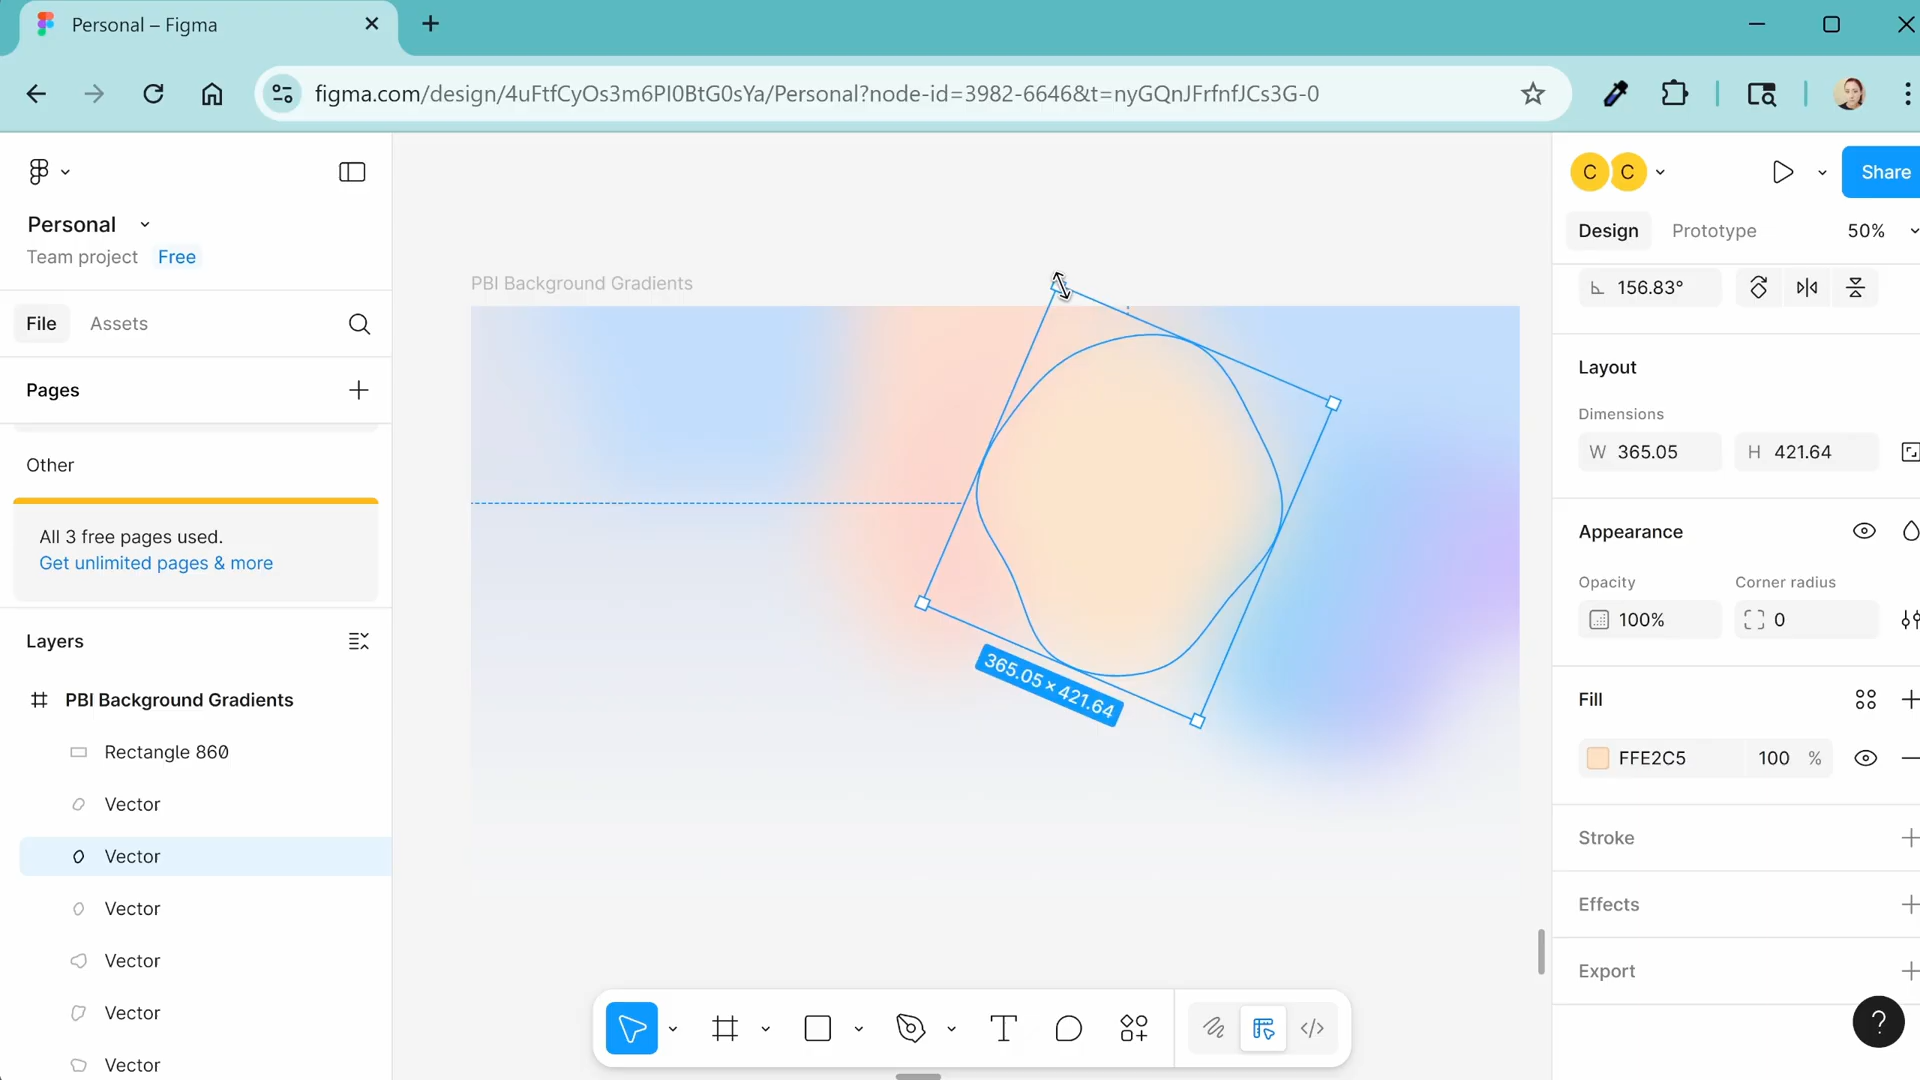 Personal – Figma
figma.com/design/4uFtfCyOs3m6PI0BtG0sYa/Personal?node-id=3982-6646&t=nyGQnJFrfnfJCs3G-0
Personal
Team project Free
File Assets
Pages
Other
All 3 free pages used.
Get unlimited pages & more
Layers
PBI Background Gradients
Rectangle 860
Vector
Vector
Vector
Vector
Vector
Vector
PBI Background Gradients
365.05 × 421.64
C C
Share
Design Prototype 50%
156.83°
Layout
Dimensions
W 365.05 H 421.64
Appearance
Opacity Corner radius
100% 0
Fill
FFE2C5 100 %
Stroke
Effects
Export
?